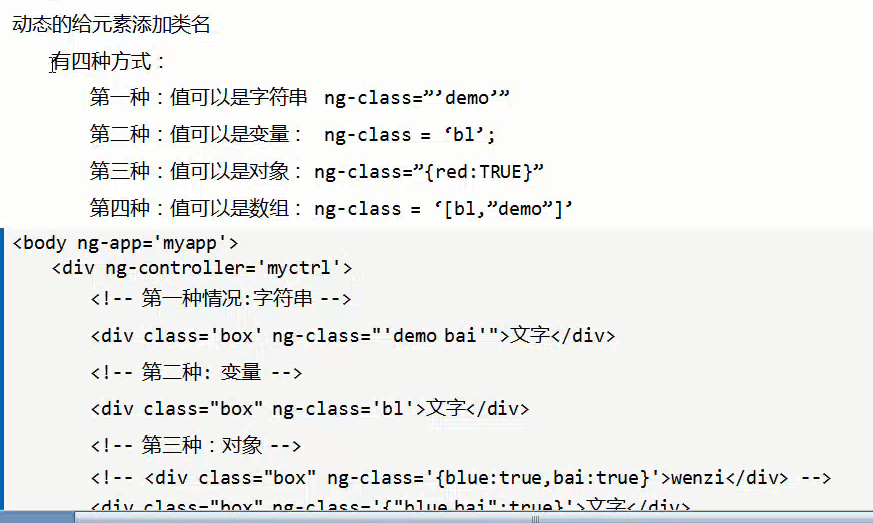 动态的给元素添加类名
有四种方式：
第一种：值可以是字符串 ng-class=”’demo’”
第二种：值可以是变量： ng-class = ‘bl’;
第三种：值可以是对象： ng-class=”{red:TRUE}”
第四种：值可以是数组： ng-class = ‘[bl,”demo”]’
<body ng-app='myapp'>
<div ng-controller='myctrl'>
<!-- 第一种情况:字符串 -->
<div class='box' ng-class="'demo bai'">文字</div>
<!-- 第二种: 变量 -->
<div class="box" ng-class='bl'>文字</div>
<!-- 第三种：对象 -->
<!-- <div class="box" ng-class='{blue:true,bai:true}'>wenzi</div> -->
<div class="box" ng-class='{"blue bai":true}'>文字</div>